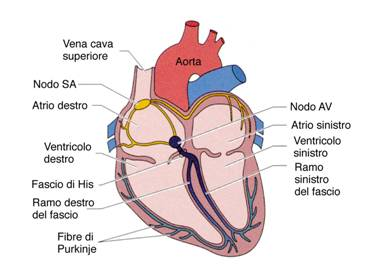 Vena cava
superiore
Aorta
Nodo SA
Atrio destro
Ventricolo
destro
Fascio di His
Ramo destro
del fascio
Fibre di
Purkinje
Nodo AV
Atrio sinistro
Ventricolo
sinistro
Ramo
sinistro
del fascio